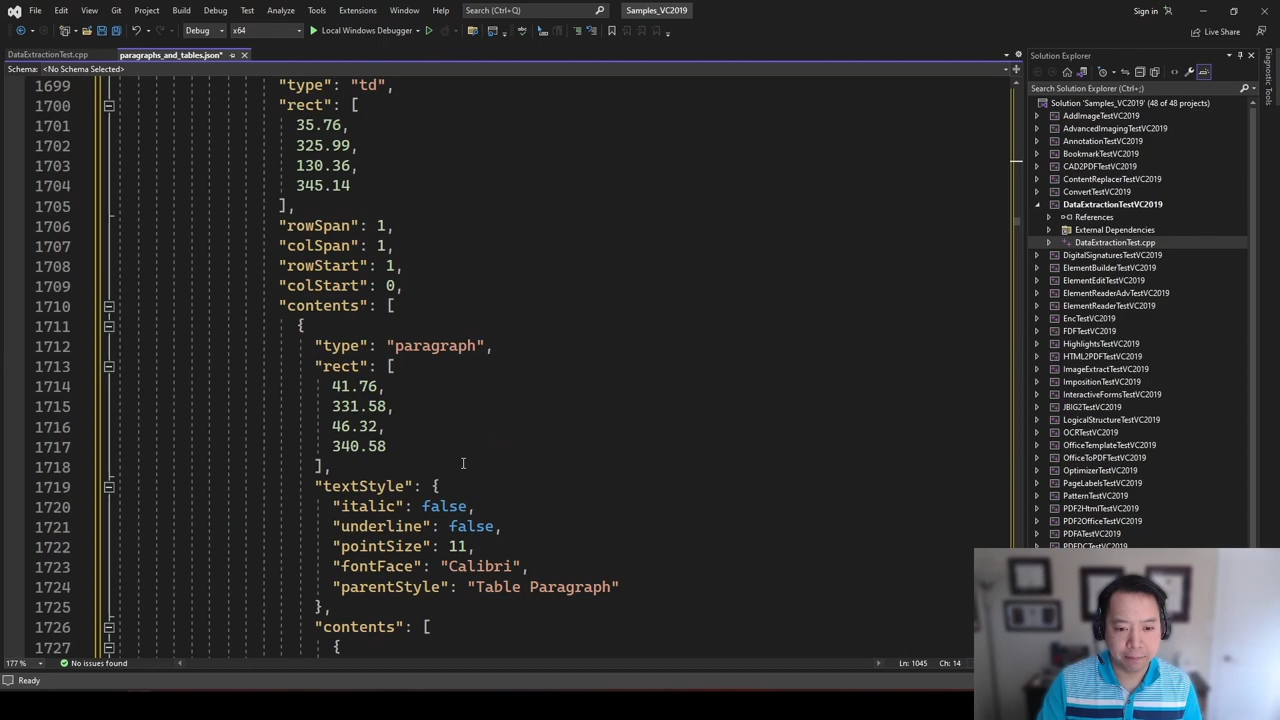 File Edit View Git Project Build Debug Test Analyze Tools Extensions Window Help Search (Ctrl+Q) Samples_VC2019 Sign in
Debug x64 Local Windows Debugger Live Share
DataExtractionTest.cpp paragraphs_and_tables.json*
Schema: <No Schema Selected>
1699 "type": "td",
1700 "rect": [
1701 35.76,
1702 325.99,
1703 130.36,
1704 345.14
1705 ],
1706 "rowSpan": 1,
1707 "colSpan": 1,
1708 "rowStart": 1,
1709 "colStart": 0,
1710 "contents": [
1711 {
1712 "type": "paragraph",
1713 "rect": [
1714 41.76,
1715 331.58,
1716 46.32,
1717 340.58
1718 ],
1719 "textStyle": {
1720 "italic": false,
1721 "underline": false,
1722 "pointSize": 11,
1723 "fontFace": "Calibri",
1724 "parentStyle": "Table Paragraph"
1725 },
1726 "contents": [
1727 {
177 % No issues found Ln: 1045 Ch: 14
Ready
Solution Explorer
Search Solution Explorer (Ctrl+;)
Solution 'Samples_VC2019' (48 of 48 projects)
AddImageTestVC2019
AdvancedImagingTestVC2019
AnnotationTestVC2019
BookmarkTestVC2019
CAD2PDFTestVC2019
ContentReplacerTestVC2019
ConvertTestVC2019
DataExtractionTestVC2019
References
External Dependencies
DataExtractionTest.cpp
DigitalSignaturesTestVC2019
ElementBuilderTestVC2019
ElementEditTestVC2019
ElementReaderAdvTestVC2019
ElementReaderTestVC2019
EncTestVC2019
FDFTestVC2019
HighlightsTestVC2019
HTML2PDFTestVC2019
ImageExtractTestVC2019
ImpositionTestVC2019
InteractiveFormsTestVC2019
JBIG2TestVC2019
LogicalStructureTestVC2019
OCRTestVC2019
OfficeTemplateTestVC2019
OfficeToPDFTestVC2019
OptimizerTestVC2019
PageLabelsTestVC2019
PatternTestVC2019
PDF2HtmlTestVC2019
PDF2OfficeTestVC2019
PDFATestVC2019
PDFDCTestVC2019
Diagnostic Tools